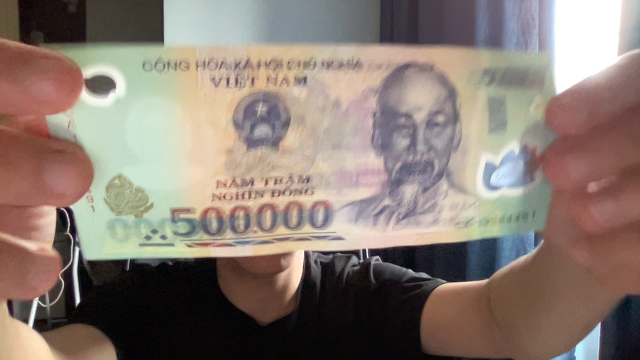 CỘNG HÒA XÃ HỘI CHỦ NGHĨA
VIỆT NAM
NĂM TRĂM
NGHÌN ĐỒNG
500000